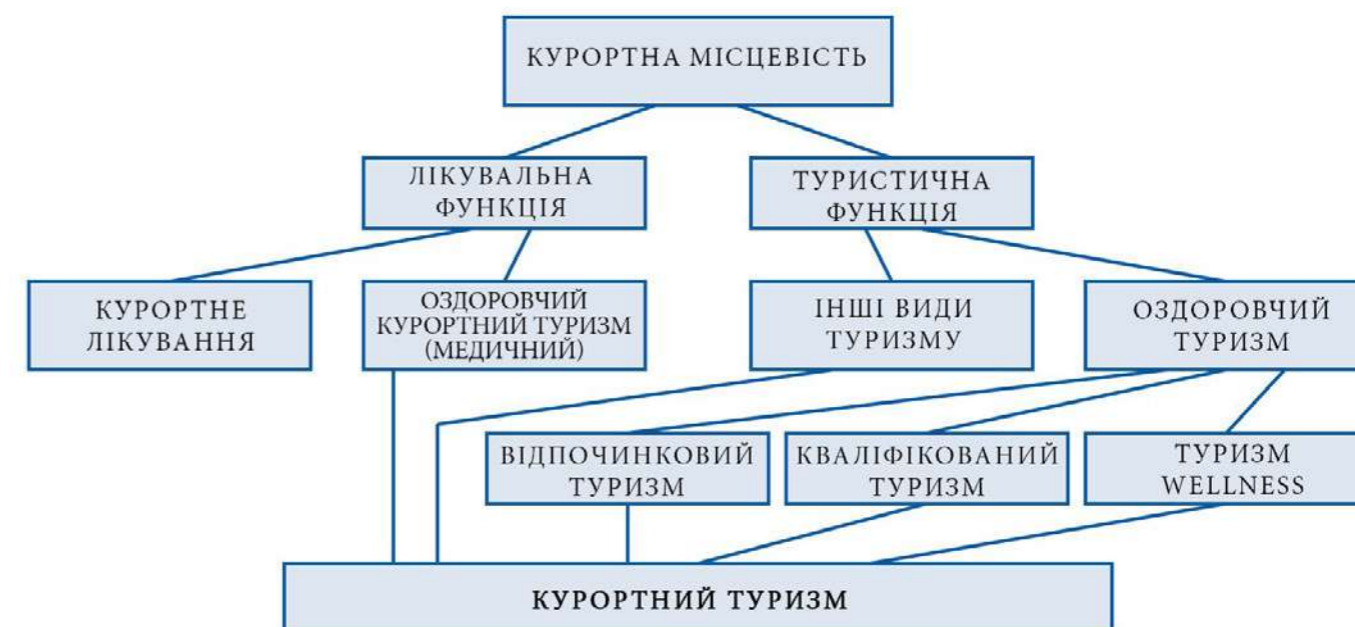 КУРОРТНА МІСЦЕВІСТЬ
ЛІКУВАЛЬНА
ФУНКЦІЯ
ТУРИСТИЧНА
ФУНКЦІЯ
КУРОРТНЕ
ЛІКУВАННЯ
ОЗДОРОВЧИЙ
КУРОРТНИЙ ТУРИЗМ
(МЕДИЧНИЙ)
ІНШІ ВИДИ
ТУРИЗМУ
ОЗДОРОВЧИЙ
ТУРИЗМ
ВІДПОЧИНКОВИЙ
ТУРИЗМ
КВАЛІФІКОВАНИЙ
ТУРИЗМ
ТУРИЗМ
WELLNESS
КУРОРТНИЙ ТУРИЗМ